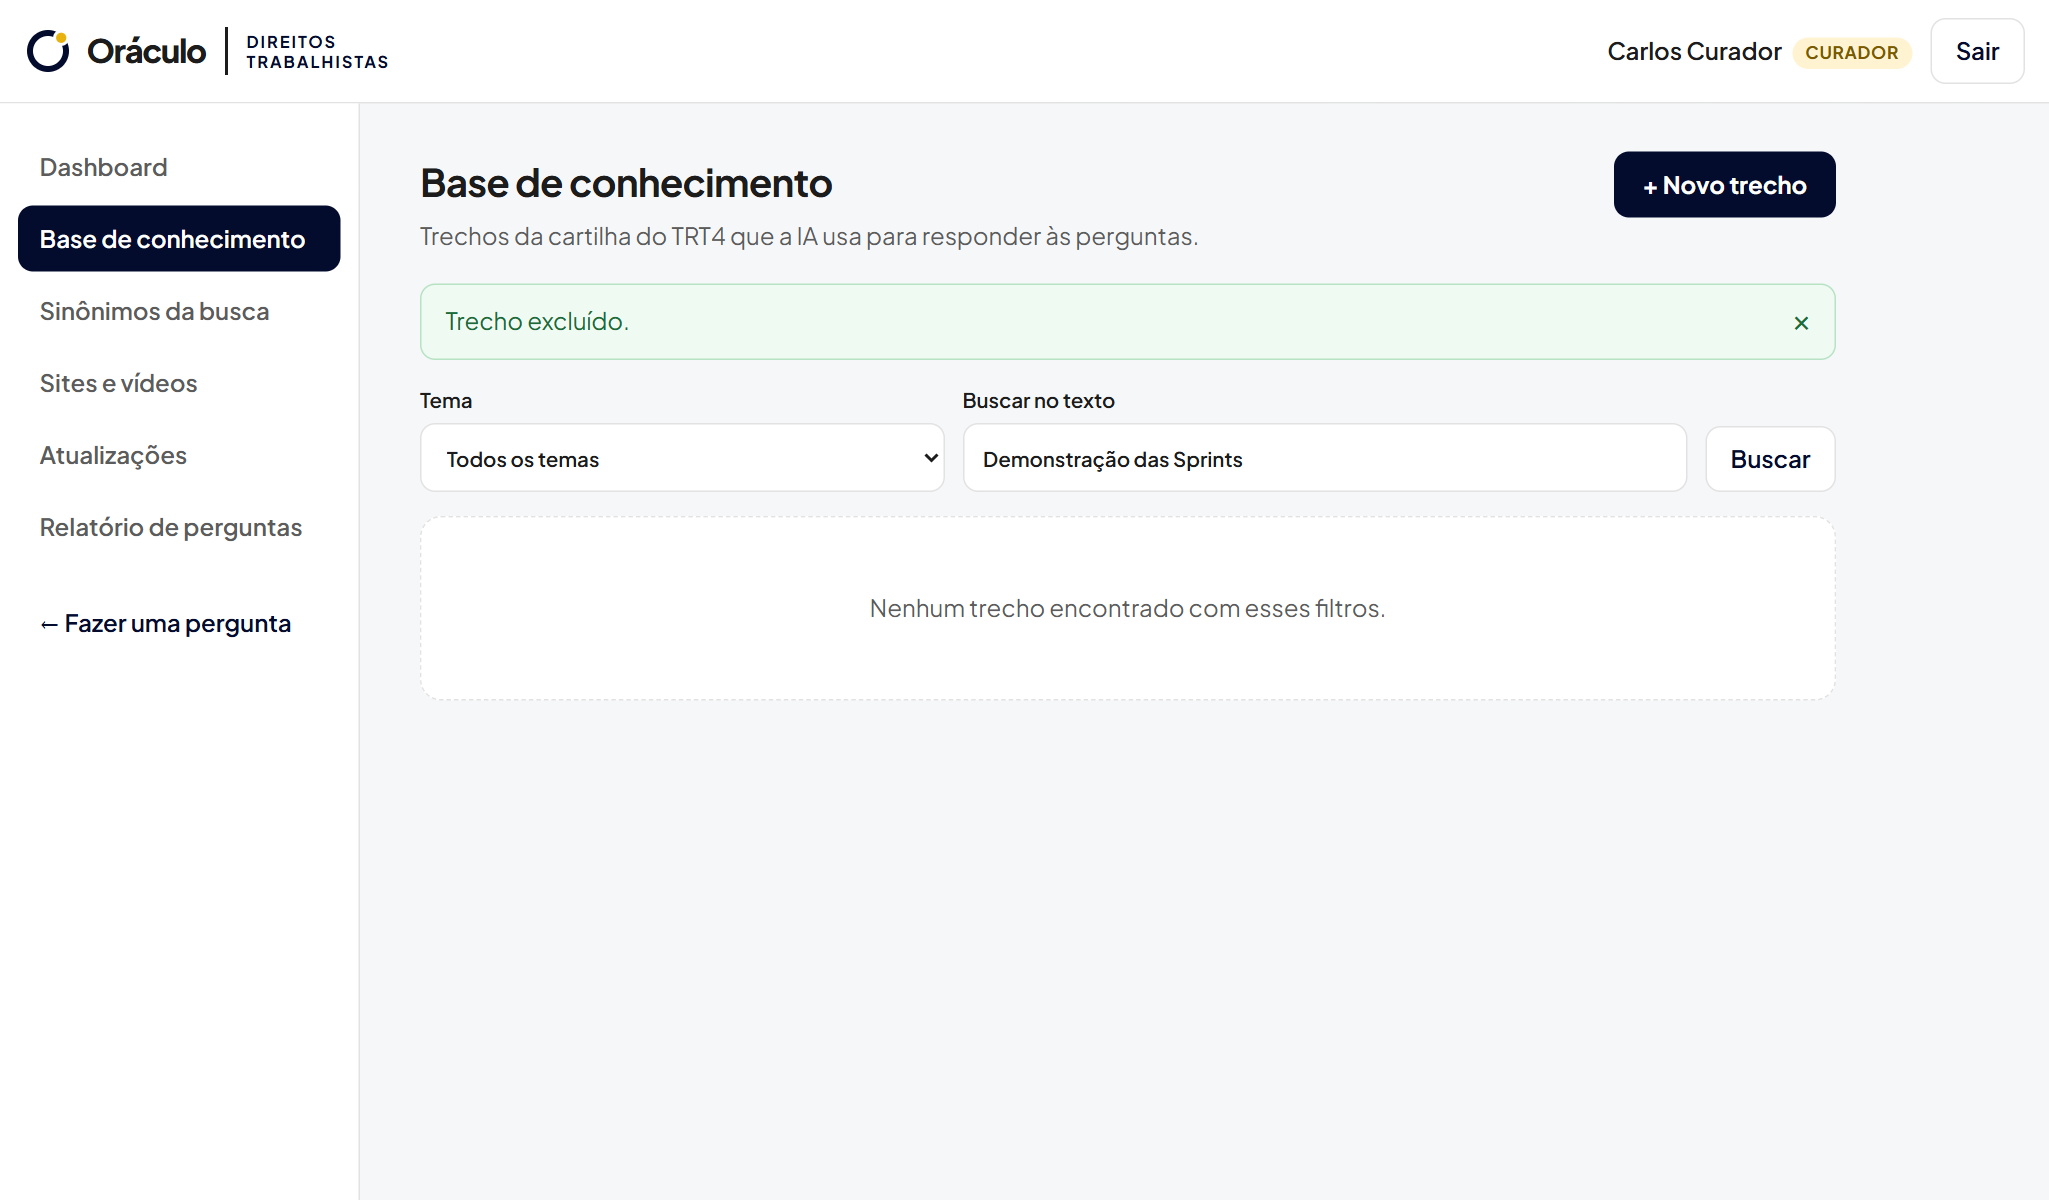 Oráculo
DIREITOS
TRABALHISTAS
Carlos Curador
CURADOR
Sair
Dashboard
Base de conhecimento
Sinônimos da busca
Sites e vídeos
Atualizações
Relatório de perguntas
← Fazer uma pergunta
Base de conhecimento
+ Novo trecho
Trechos da cartilha do TRT4 que a IA usa para responder às perguntas.
Trecho excluído.
×
Tema
Buscar no texto
Todos os temas
Demonstração das Sprints
Buscar
Nenhum trecho encontrado com esses filtros.